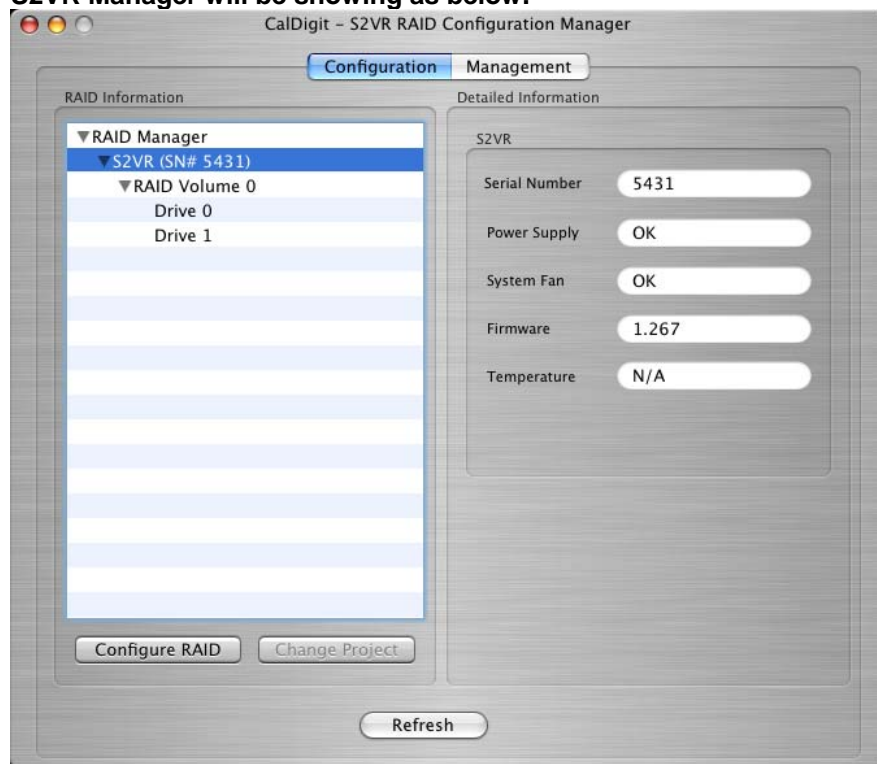 S2VR Manager will be showing as below:
CalDigit – S2VR RAID Configuration Manager
Configuration Management
RAID Information
RAID Manager
S2VR (SN# 5431)
RAID Volume 0
Drive 0
Drive 1
Configure RAID Change Project
Detailed Information
S2VR
Serial Number 5431
Power Supply OK
System Fan OK
Firmware 1.267
Temperature N/A
Refresh